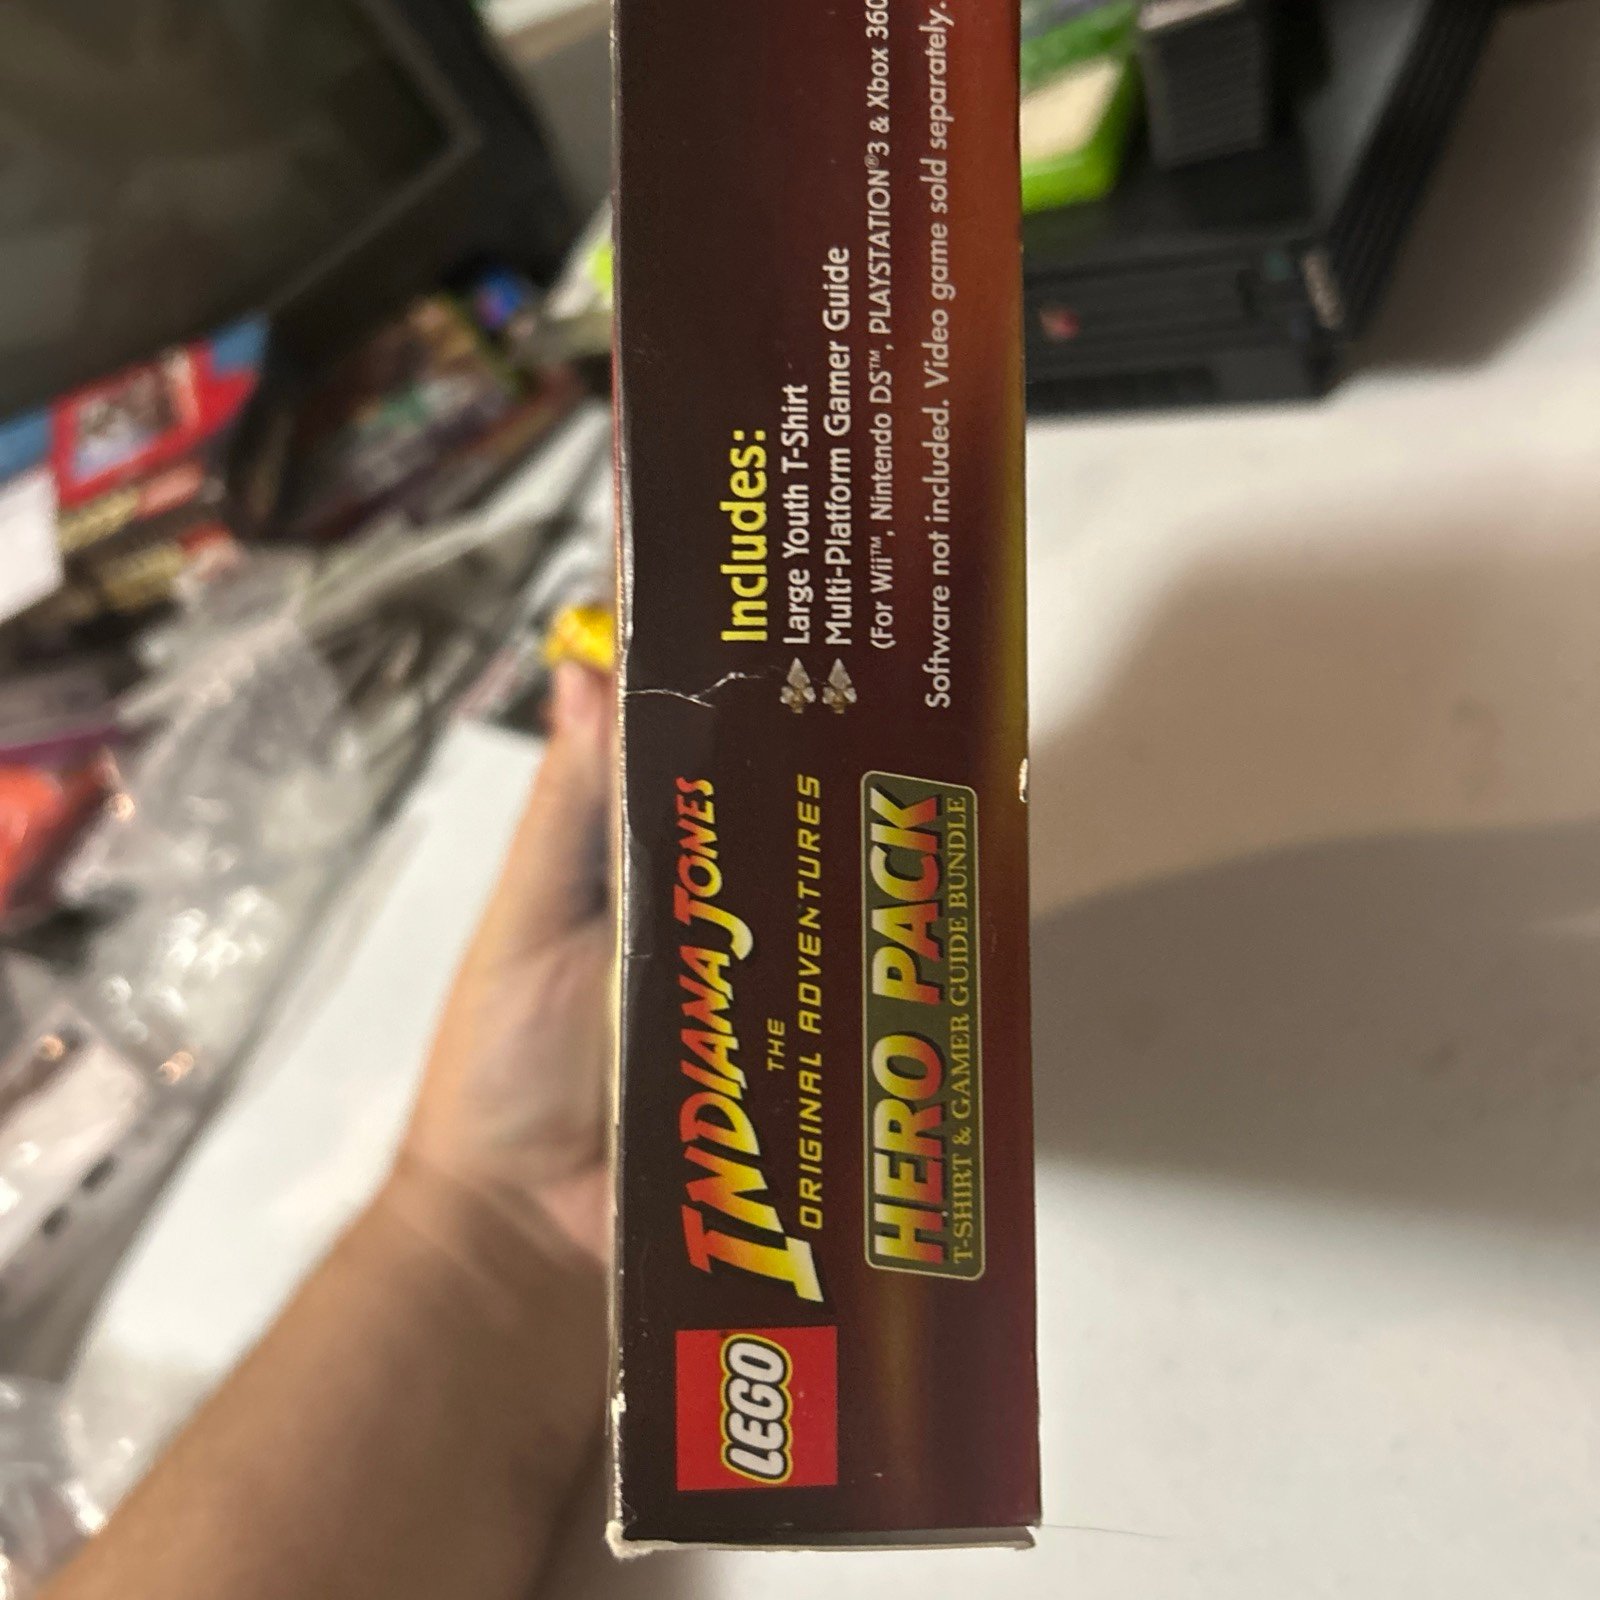 LEGO
INDIANA JONES
THE
ORIGINAL ADVENTURES
HERO PACK
T-SHIRT & GAMER GUIDE BUNDLE
Includes:
Large Youth T-Shirt
Multi-Platform Gamer Guide
(For Wii™, Nintendo DS™, PLAYSTATION®3 & Xbox 360
Software not included. Video game sold separately.